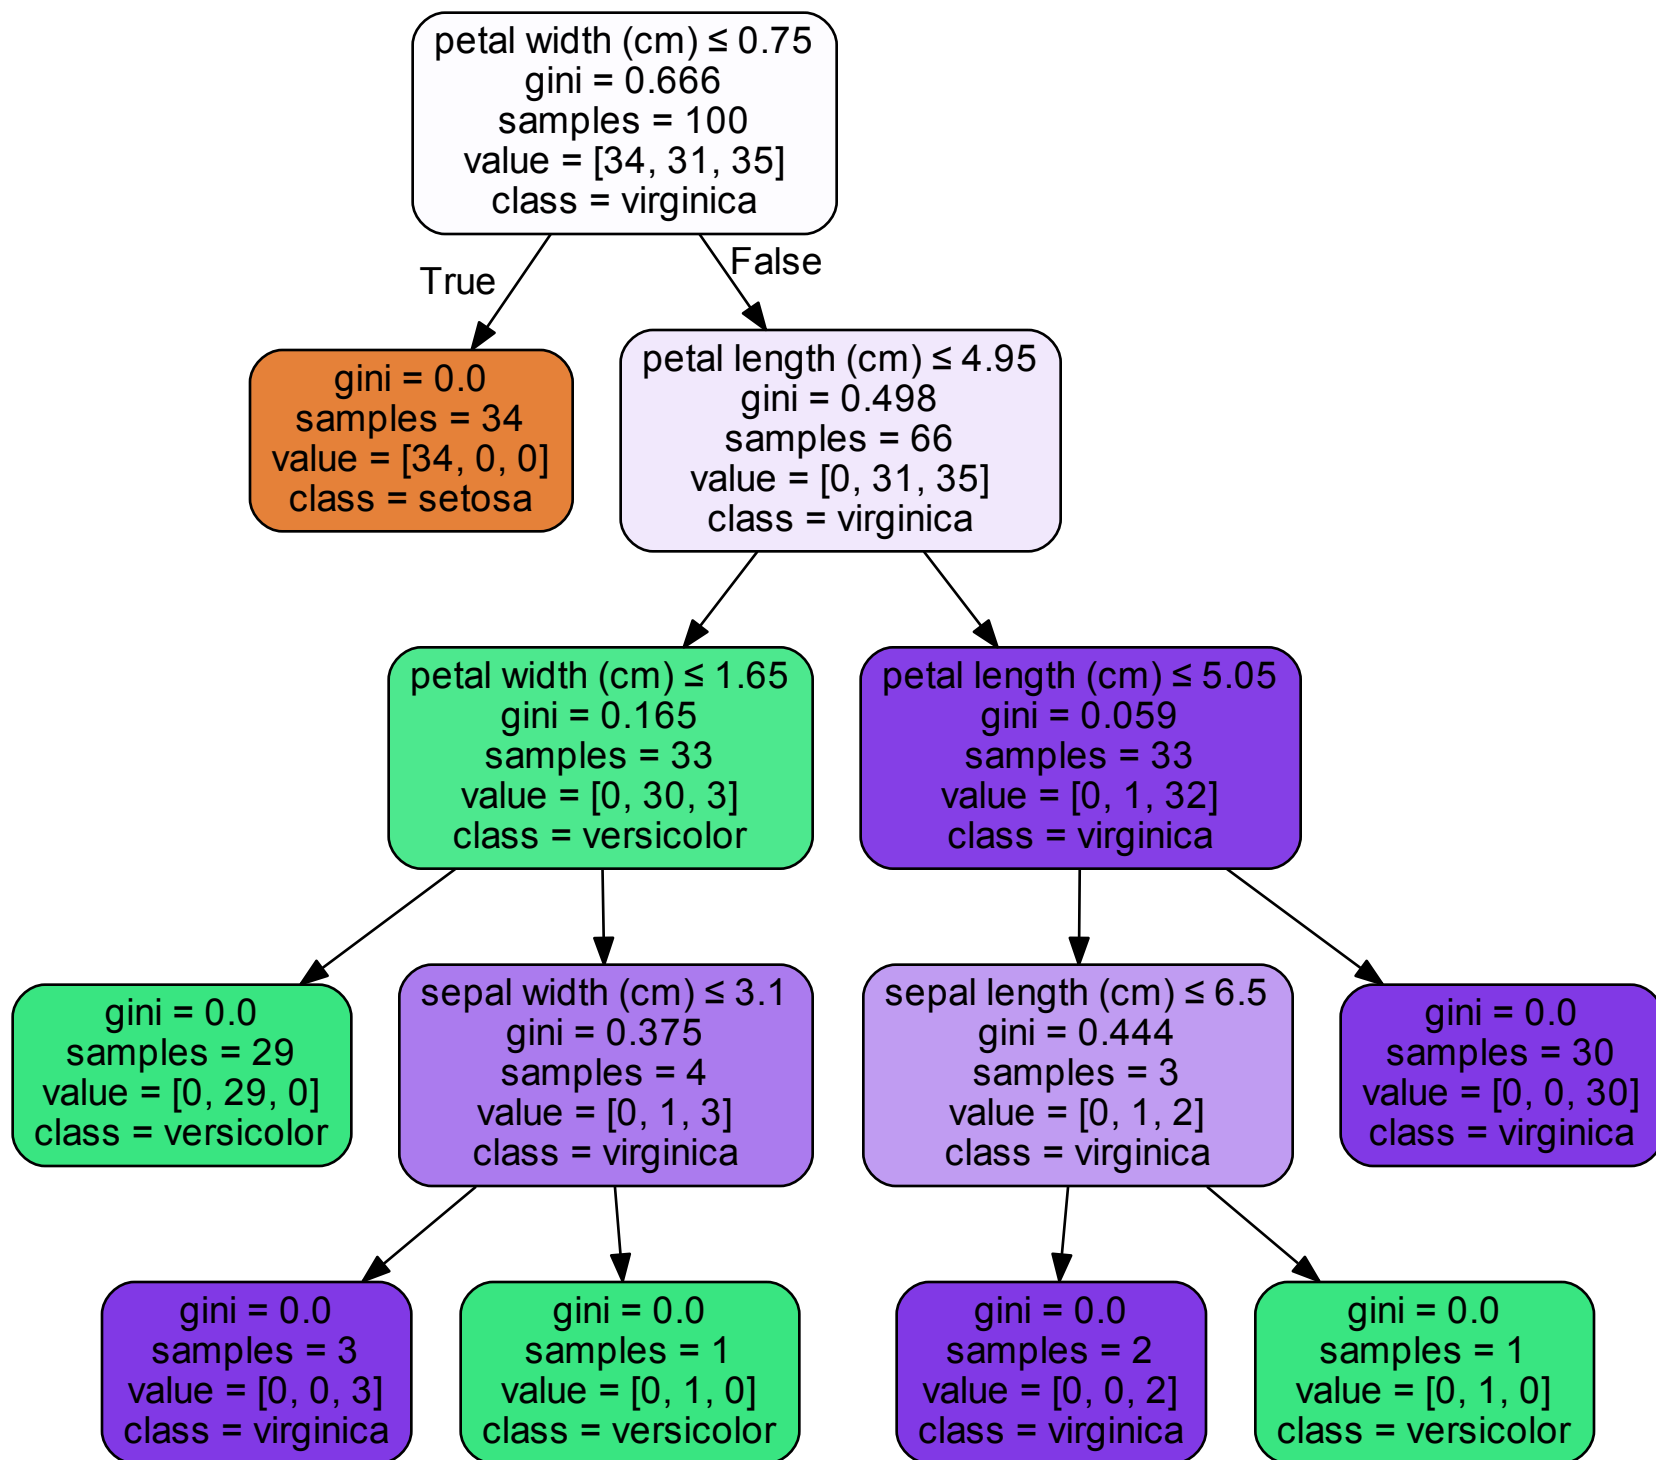 petal width (cm) ≤ 0.75
gini = 0.666
samples = 100
value = [34, 31, 35]
class = virginica
True
False
gini = 0.0
samples = 34
value = [34, 0, 0]
class = setosa
petal length (cm) ≤ 4.95
gini = 0.498
samples = 66
value = [0, 31, 35]
class = virginica
petal width (cm) ≤ 1.65
gini = 0.165
samples = 33
value = [0, 30, 3]
class = versicolor
petal length (cm) ≤ 5.05
gini = 0.059
samples = 33
value = [0, 1, 32]
class = virginica
gini = 0.0
samples = 29
value = [0, 29, 0]
class = versicolor
sepal width (cm) ≤ 3.1
gini = 0.375
samples = 4
value = [0, 1, 3]
class = virginica
sepal length (cm) ≤ 6.5
gini = 0.444
samples = 3
value = [0, 1, 2]
class = virginica
gini = 0.0
samples = 30
value = [0, 0, 30]
class = virginica
gini = 0.0
samples = 3
value = [0, 0, 3]
class = virginica
gini = 0.0
samples = 1
value = [0, 1, 0]
class = versicolor
gini = 0.0
samples = 2
value = [0, 0, 2]
class = virginica
gini = 0.0
samples = 1
value = [0, 1, 0]
class = versicolor